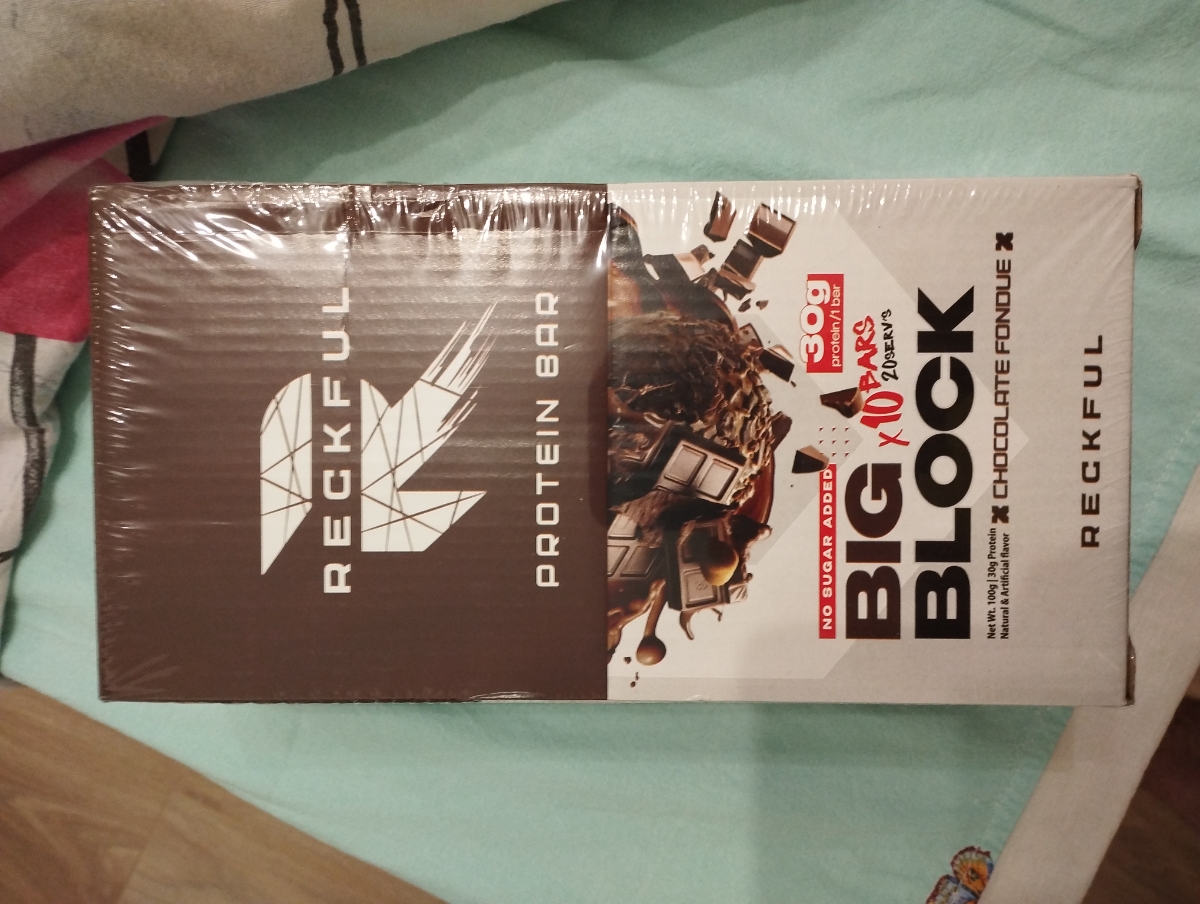 RECKFUL
PROTEIN BAR
30g
protein/1 bar
x10 BARS
20SERV'S
NO SUGAR ADDED
BIG
BLOCK
Net Wt. 100g | 30g Protein
Natural & Artificial flavor
CHOCOLATE FONDUE
RECKFUL